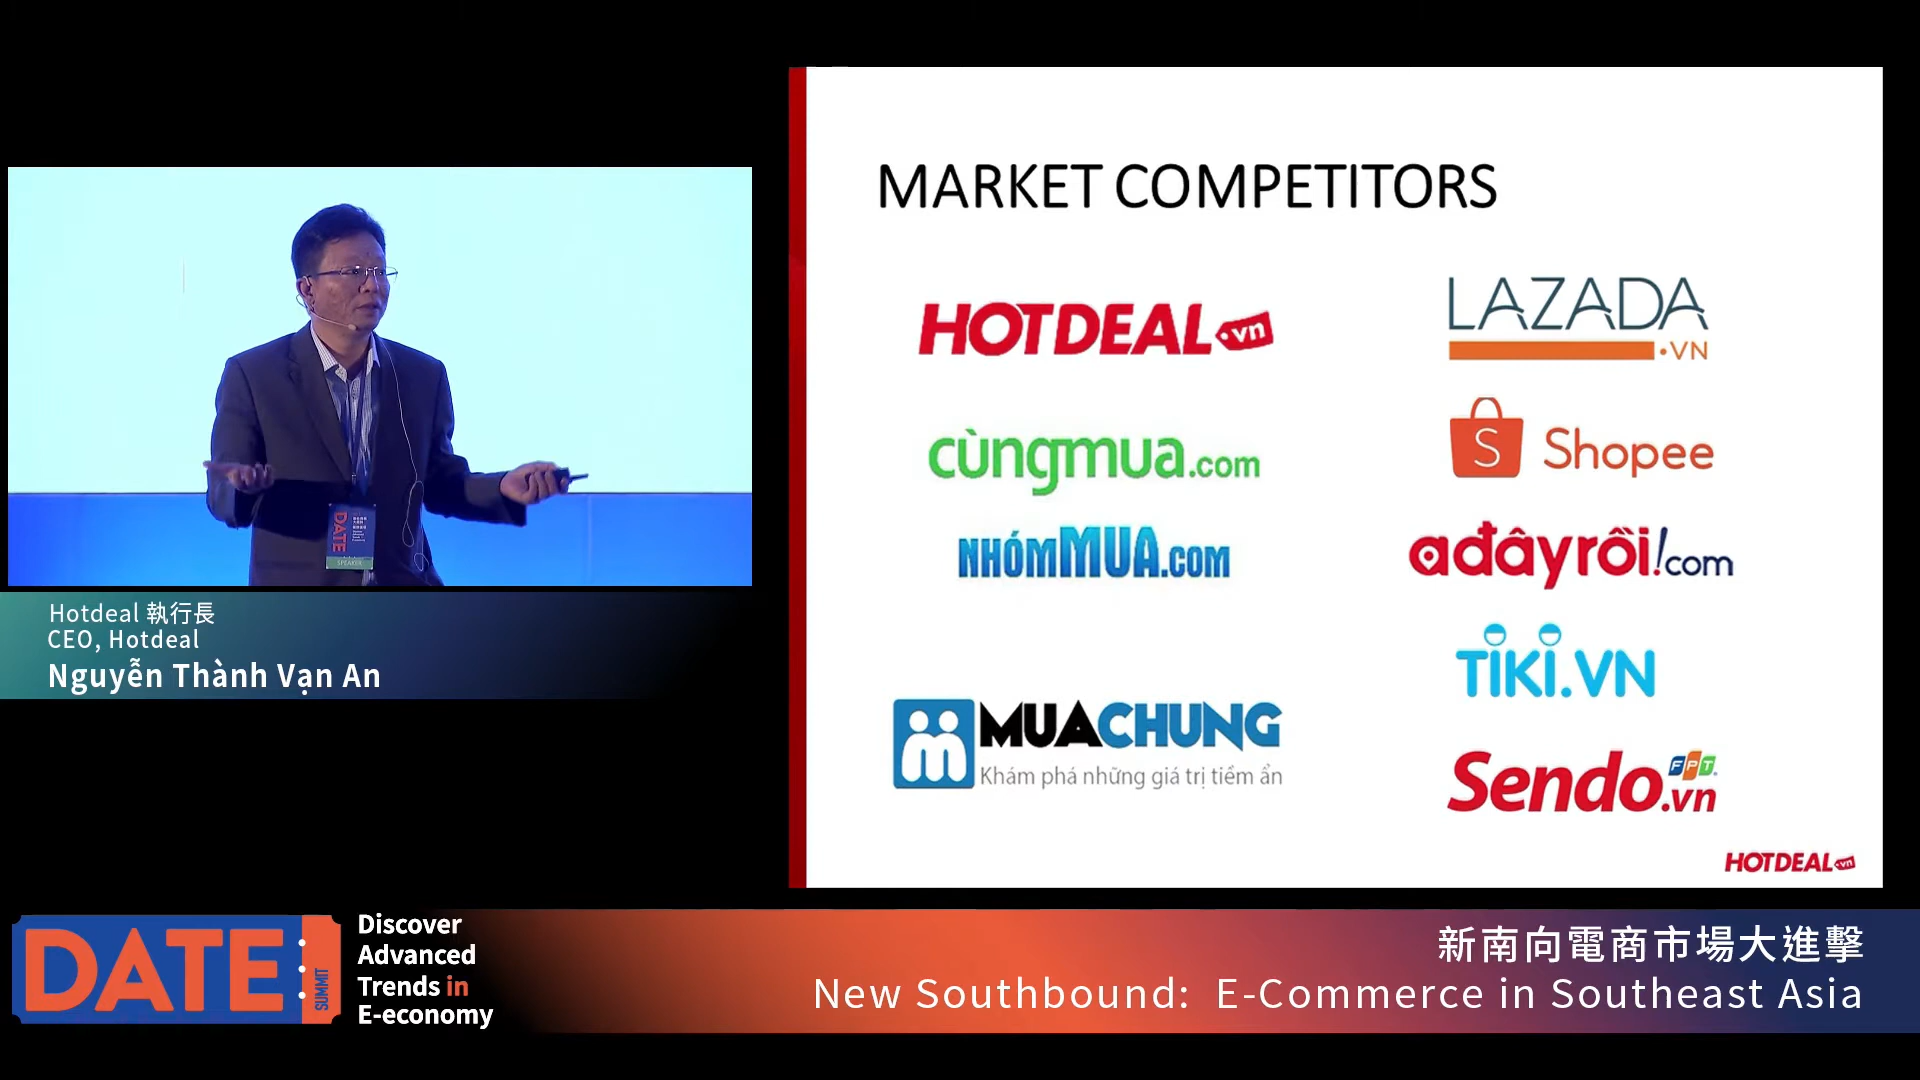 MARKET COMPETITORS
HOTDEAL.vn
cùngmua.com
NHÓMMUA.COM
MUACHUNG
Khám phá những giá trị tiềm ẩn
LAZADA
.VN
S Shopee
ađâyrồi!com
TIKI.VN
Sendo.vn
FPT
HOTDEAL.vn
DATE
SPEAKER
Hotdeal 執行長
CEO, Hotdeal
Nguyễn Thành Vạn An
DATE
SUMMIT
Discover
Advanced
Trends in
E-economy
新南向電商市場大進擊
New Southbound: E-Commerce in Southeast Asia